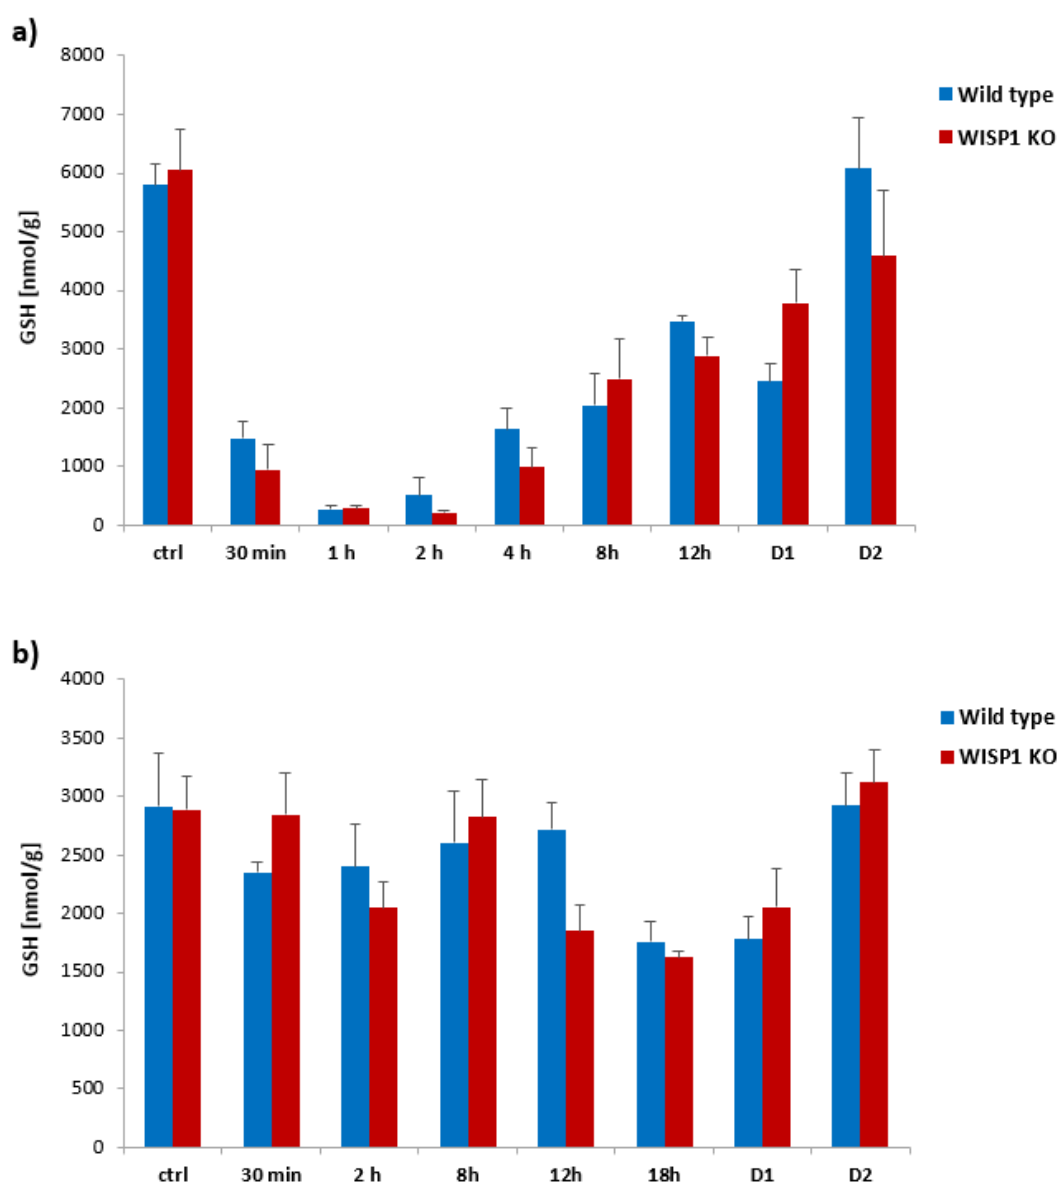 a)
8000
7000
6000
5000
4000
3000
2000
1000
0
GSH [nmol/g]
Wild type
WISP1 KO
ctrl 30 min 1 h 2 h 4 h 8h 12h D1 D2
b)
4000
3500
3000
2500
2000
1500
1000
500
0
GSH [nmol/g]
Wild type
WISP1 KO
ctrl 30 min 2 h 8h 12h 18h D1 D2